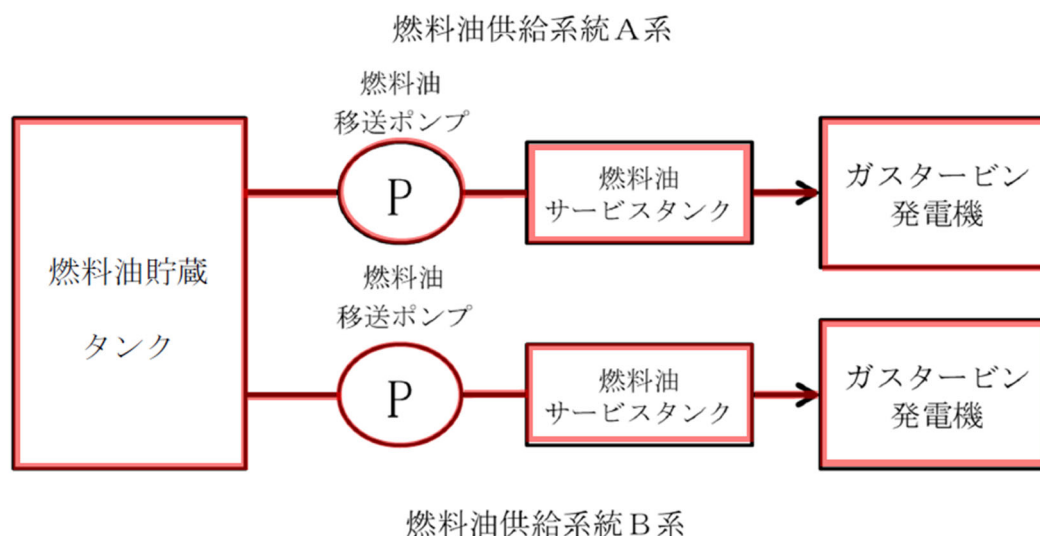 燃料油供給系統A系
燃料油
移送ポンプ
P
燃料油
サービスタンク
ガスタービン
発電機
燃料油貯蔵
タンク
燃料油
移送ポンプ
P
燃料油
サービスタンク
ガスタービン
発電機
燃料油供給系統B系